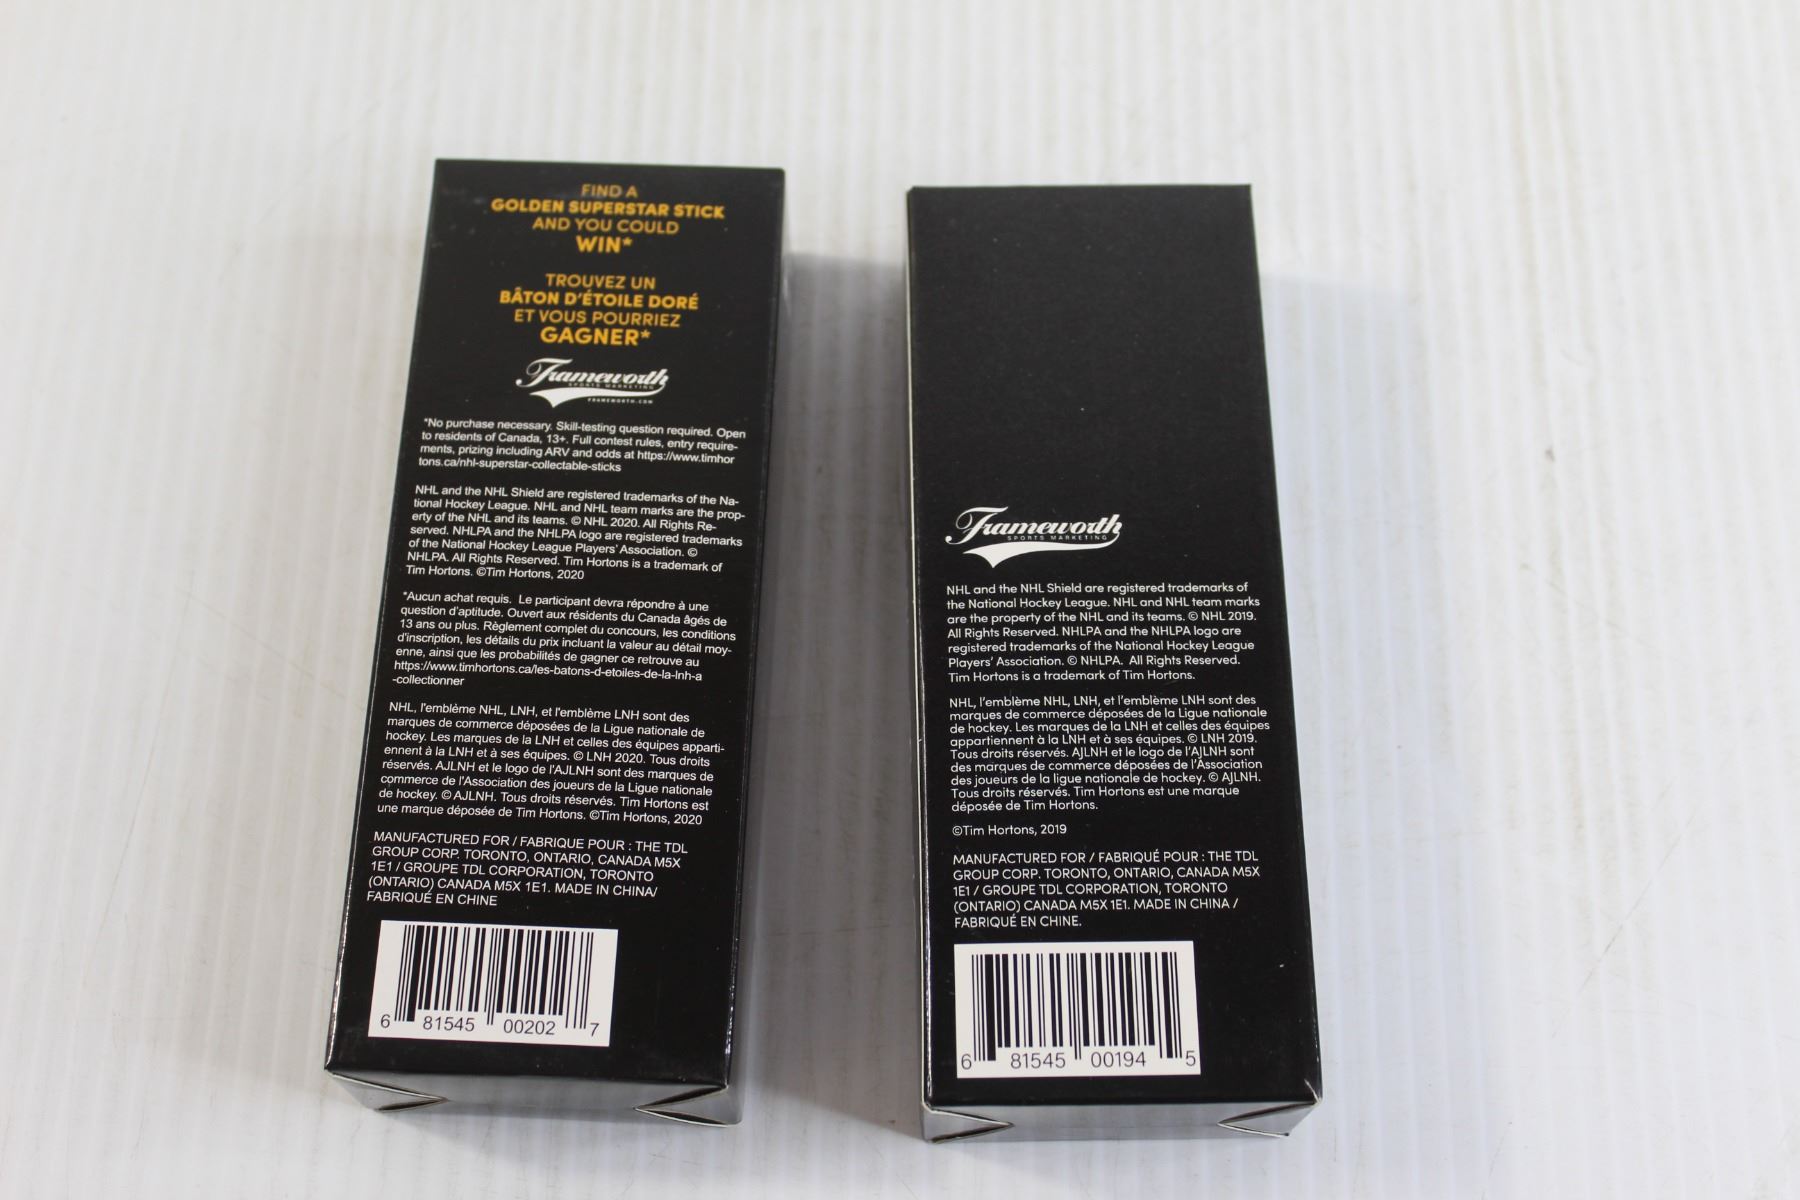 FIND A
GOLDEN SUPERSTAR STICK
AND YOU COULD
WIN*
TROUVEZ UN
BÂTON D'ÉTOILE DORÉ
ET VOUS POURRIEZ
GAGNER*
Frameworth
SPORTS MARKETING
FRAMEWORTH.COM
*No purchase necessary. Skill-testing question required. Open
to residents of Canada, 13+. Full contest rules, entry require-
ments, prizing including ARV and odds at https://www.timhor
tons.ca/nhl-superstar-collectable-sticks
NHL and the NHL Shield are registered trademarks of the Na-
tional Hockey League. NHL and NHL team marks are the prop-
erty of the NHL and its teams. © NHL 2020. All Rights Re-
served. NHLPA and the NHLPA logo are registered trademarks
of the National Hockey League Players' Association. ©
NHLPA. All Rights Reserved. Tim Hortons is a trademark of
Tim Hortons. ©Tim Hortons, 2020
*Aucun achat requis. Le participant devra répondre à une
question d'aptitude. Ouvert aux résidents du Canada âgés de
13 ans ou plus. Règlement complet du concours, les conditions
d'inscription, les détails du prix incluant la valeur au détail moy-
enne, ainsi que les probabilités de gagner ce retrouve au
https://www.timhortons.ca/les-batons-d-etoiles-de-la-lnh-a
-collectionner
NHL, l'emblème NHL, LNH, et l'emblème LNH sont des
marques de commerce déposées de la Ligue nationale de
hockey. Les marques de la LNH et celles des équipes apparti-
ennent à la LNH et à ses équipes. © LNH 2020. Tous droits
réservés. AJLNH et le logo de l'AJLNH sont des marques de
commerce de l'Association des joueurs de la Ligue nationale
de hockey. © AJLNH. Tous droits réservés. Tim Hortons est
une marque déposée de Tim Hortons. ©Tim Hortons, 2020
MANUFACTURED FOR / FABRIQUE POUR : THE TDL
GROUP CORP. TORONTO, ONTARIO, CANADA M5X
1E1 / GROUPE TDL CORPORATION, TORONTO
(ONTARIO) CANADA M5X 1E1. MADE IN CHINA/
FABRIQUÉ EN CHINE
6 81545 00202 7
Frameworth
SPORTS MARKETING
NHL and the NHL Shield are registered trademarks of
the National Hockey League. NHL and NHL team marks
are the property of the NHL and its teams. © NHL 2019.
All Rights Reserved. NHLPA and the NHLPA logo are
registered trademarks of the National Hockey League
Players' Association. © NHLPA. All Rights Reserved.
Tim Hortons is a trademark of Tim Hortons.
NHL, l'emblème NHL, LNH, et l'emblème LNH sont des
marques de commerce déposées de la Ligue nationale
de hockey. Les marques de la LNH et celles des équipes
appartiennent à la LNH et à ses équipes. © LNH 2019.
Tous droits réservés. AJLNH et le logo de l'AJLNH sont
des marques de commerce déposées de l'Association
des joueurs de la ligue nationale de hockey. © AJLNH.
Tous droits réservés. Tim Hortons est une marque
déposée de Tim Hortons.
©Tim Hortons, 2019
MANUFACTURED FOR / FABRIQUÉ POUR : THE TDL
GROUP CORP. TORONTO, ONTARIO, CANADA M5X
1E1 / GROUPE TDL CORPORATION, TORONTO
(ONTARIO) CANADA M5X 1E1. MADE IN CHINA /
FABRIQUÉ EN CHINE.
6 81545 00194 5